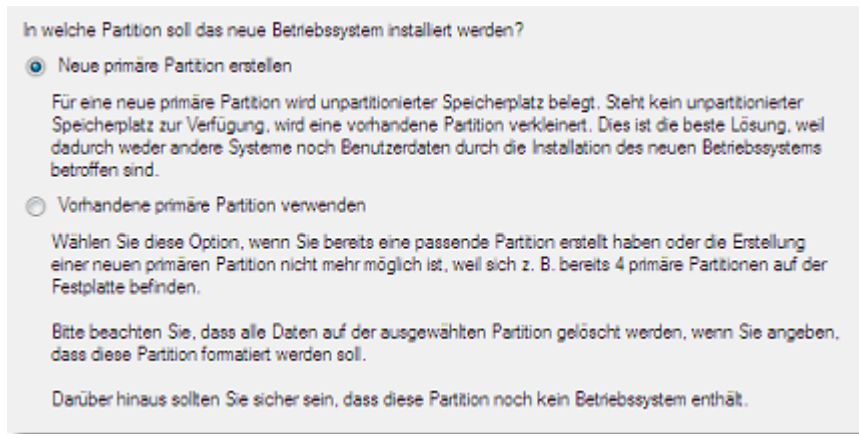 In welche Partition soll das neue Betriebssystem installiert werden?
Neue primäre Partition erstellen
Für eine neue primäre Partition wird unpartitionierter Speicherplatz belegt. Steht kein unpartitionierter
Speicherplatz zur Verfügung, wird eine vorhandene Partition verkleinert. Dies ist die beste Lösung, weil
dadurch weder andere Systeme noch Benutzerdaten durch die Installation des neuen Betriebssystems
betroffen sind.
Vorhandene primäre Partition verwenden
Wählen Sie diese Option, wenn Sie bereits eine passende Partition erstellt haben oder die Erstellung
einer neuen primären Partition nicht mehr möglich ist, weil sich z. B. bereits 4 primäre Partitionen auf der
Festplatte befinden.
Bitte beachten Sie, dass alle Daten auf der ausgewählten Partition gelöscht werden, wenn Sie angeben,
dass diese Partition formatiert werden soll.
Darüber hinaus sollten Sie sicher sein, dass diese Partition noch kein Betriebssystem enthält.